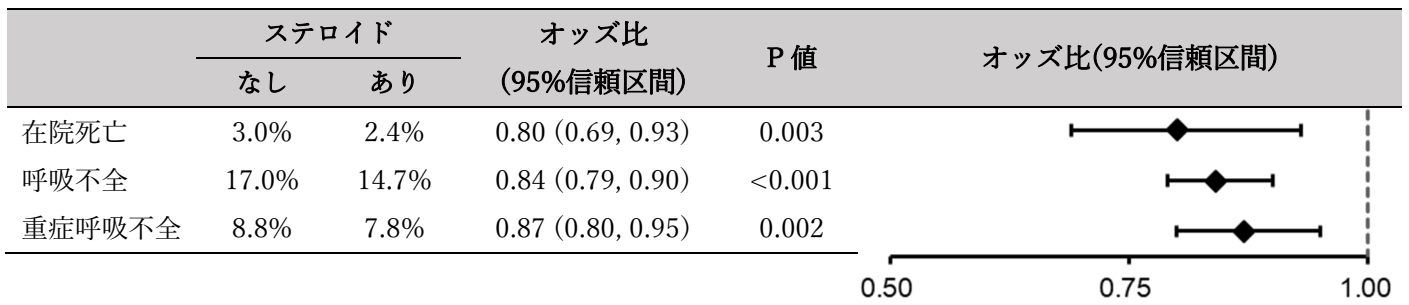 ステロイド オッズ比 P 値 オッズ比(95%信頼区間)
なし あり (95%信頼区間)
在院死亡 3.0% 2.4% 0.80 (0.69, 0.93) 0.003
呼吸不全 17.0% 14.7% 0.84 (0.79, 0.90) <0.001
重症呼吸不全 8.8% 7.8% 0.87 (0.80, 0.95) 0.002
0.50 0.75 1.00